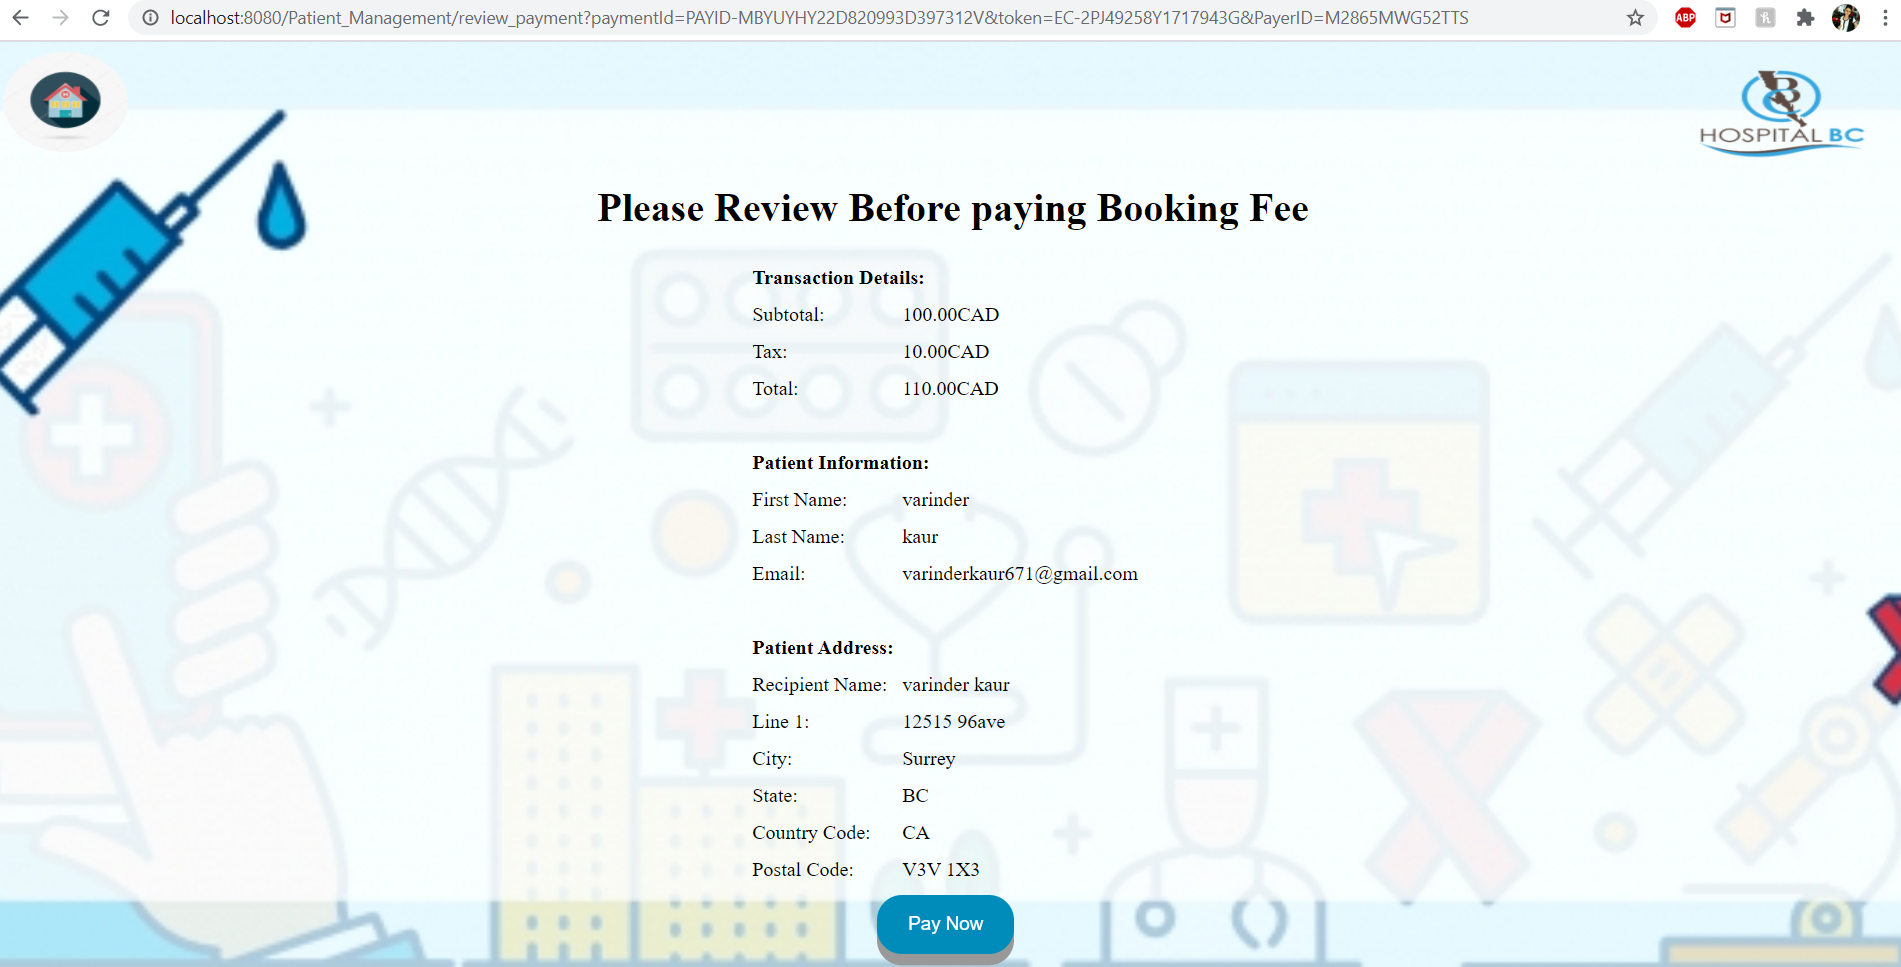 localhost:8080/Patient_Management/review_payment?paymentId=PAYID-MBYUYHY22D820993D397312V&token=EC-2PJ49258Y1717943G&PayerID=M2865MWG52TTS
ABP
HOSPITAL BC
Please Review Before paying Booking Fee
Transaction Details:
Subtotal: 100.00CAD
Tax: 10.00CAD
Total: 110.00CAD
Patient Information:
First Name: varinder
Last Name: kaur
Email: varinderkaur671@gmail.com
Patient Address:
Recipient Name: varinder kaur
Line 1: 12515 96ave
City: Surrey
State: BC
Country Code: CA
Postal Code: V3V 1X3
Pay Now